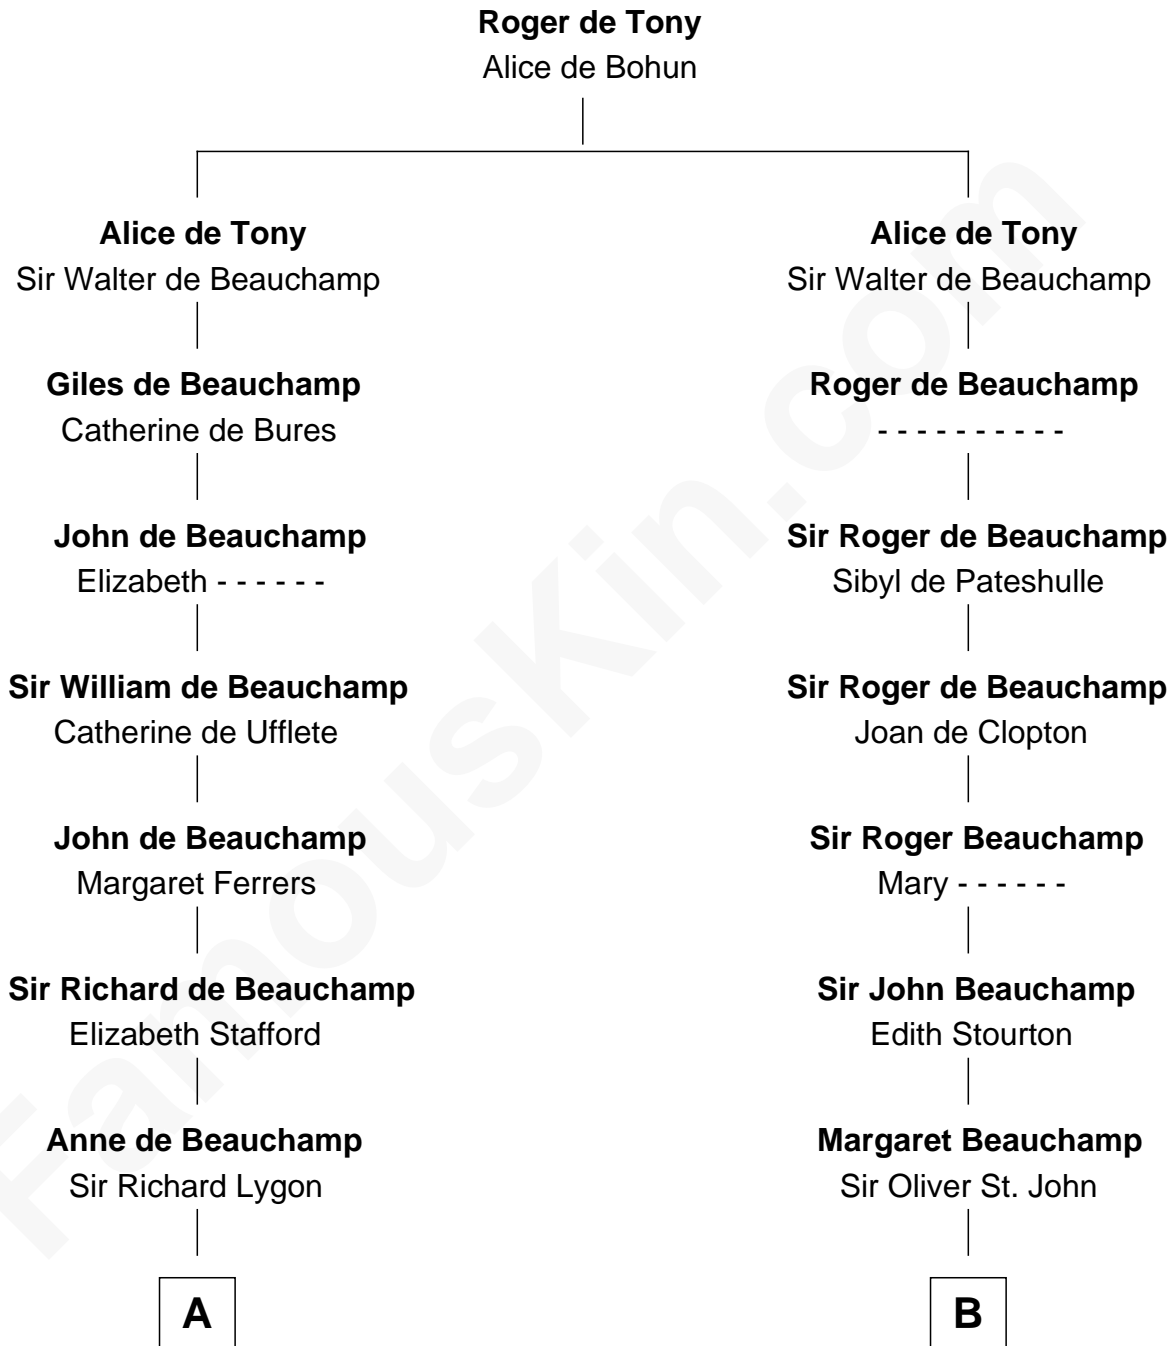 Roger de Tony
Alice de Bohun
Alice de Tony
Sir Walter de Beauchamp
Giles de Beauchamp
Catherine de Bures
John de Beauchamp
Elizabeth - - - - - -
Sir William de Beauchamp
Catherine de Ufflete
John de Beauchamp
Margaret Ferrers
Sir Richard de Beauchamp
Elizabeth Stafford
Anne de Beauchamp
Sir Richard Lygon
A
Alice de Tony
Sir Walter de Beauchamp
Roger de Beauchamp
- - - - - - - - - -
Sir Roger de Beauchamp
Sibyl de Pateshulle
Sir Roger de Beauchamp
Joan de Clopton
Sir Roger Beauchamp
Mary - - - - - -
Sir John Beauchamp
Edith Stourton
Margaret Beauchamp
Sir Oliver St. John
B
FamousKin.com